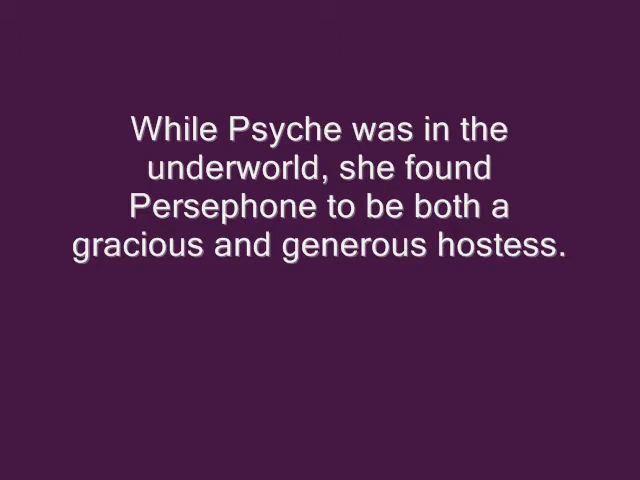 While Psyche was in the
underworld, she found
Persephone to be both a
gracious and generous hostess.